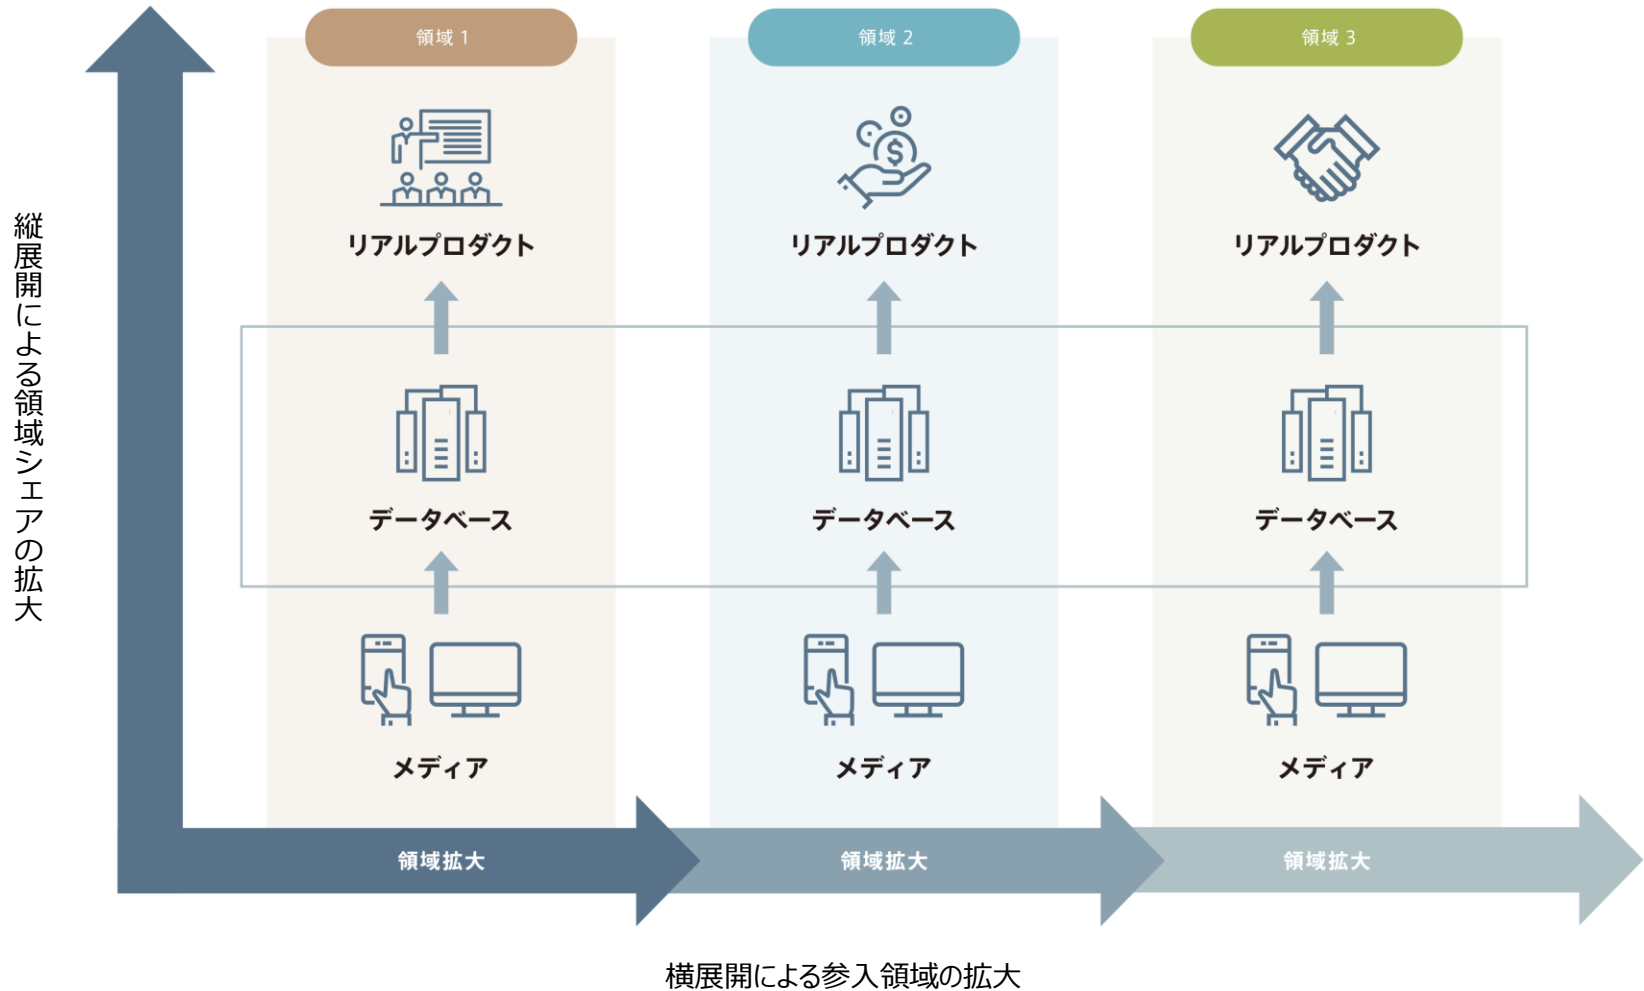 領域 1
領域 2
領域 3
リアルプロダクト
リアルプロダクト
リアルプロダクト
縦展開による領域シェアの拡大
データベース
データベース
データベース
メディア
メディア
メディア
領域拡大
領域拡大
領域拡大
横展開による参入領域の拡大